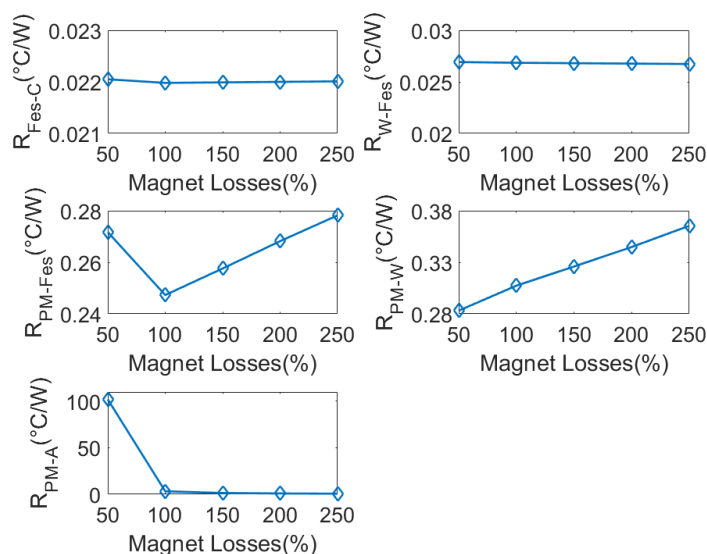 0.023
0.022
0.021
R_Fes-C(°C/W)
50 100 150 200 250
Magnet Losses(%)
0.03
0.025
0.02
R_W-Fes(°C/W)
50 100 150 200 250
Magnet Losses(%)
0.28
0.26
0.24
R_PM-Fes(°C/W)
50 100 150 200 250
Magnet Losses(%)
0.38
0.33
0.28
R_PM-W(°C/W)
50 100 150 200 250
Magnet Losses(%)
100
50
0
R_PM-A(°C/W)
50 100 150 200 250
Magnet Losses(%)